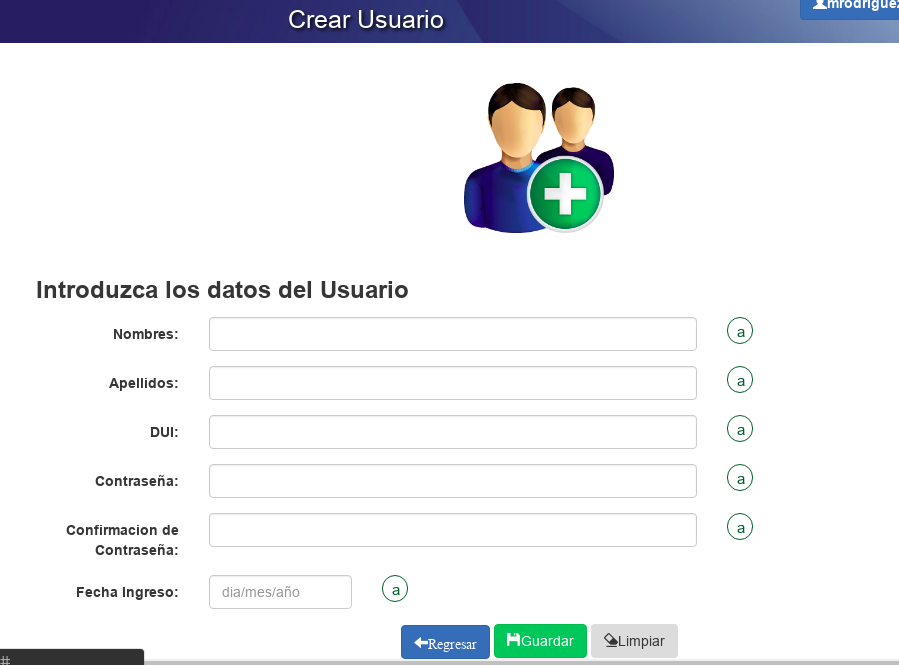 Crear Usuario
mrodriguez
Introduzca los datos del Usuario
Nombres: a
Apellidos: a
DUI: a
Contraseña: a
Confirmacion de a
Contraseña:
Fecha Ingreso: dia/mes/año a
Regresar Guardar Limpiar
#